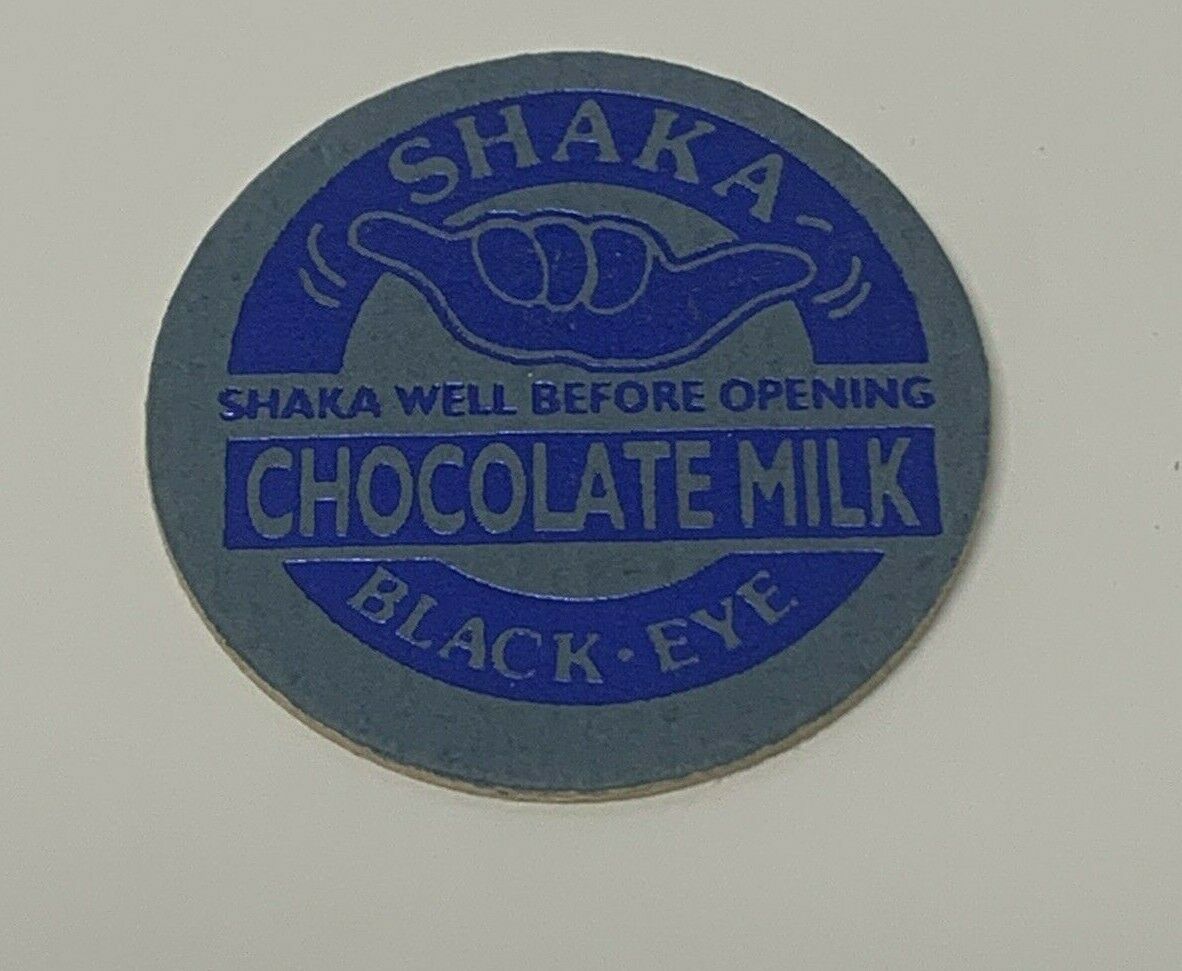 SHAKA
SHAKA WELL BEFORE OPENING
CHOCOLATE MILK
BLACK·EYE